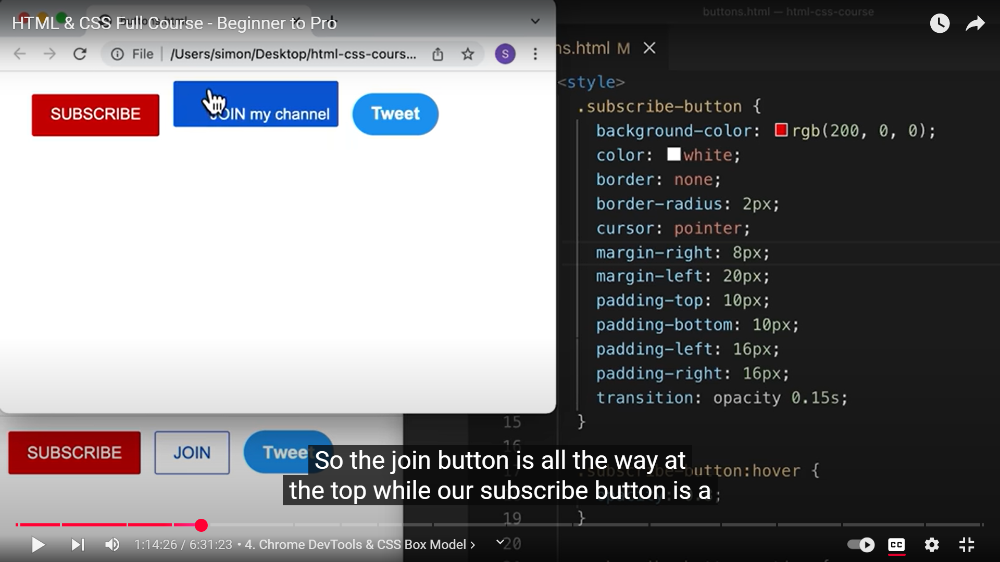 buttons.html — html-css-course
HTML & CSS Full Course - Beginner to Pro
File | /Users/simon/Desktop/html-css-cours...
S
ns.html M
SUBSCRIBE
JOIN my channel
Tweet
<style>
.subscribe-button {
background-color: rgb(200, 0, 0);
color: white;
border: none;
border-radius: 2px;
cursor: pointer;
margin-right: 8px;
margin-left: 20px;
padding-top: 10px;
padding-bottom: 10px;
padding-left: 16px;
padding-right: 16px;
transition: opacity 0.15s;
15 }
16
SUBSCRIBE
JOIN
Tweet
17 .subscribe-button:hover {
So the join button is all the way at
the top while our subscribe button is a
19 }
20
1:14:26 / 6:31:23 • 4. Chrome DevTools & CSS Box Model
CC